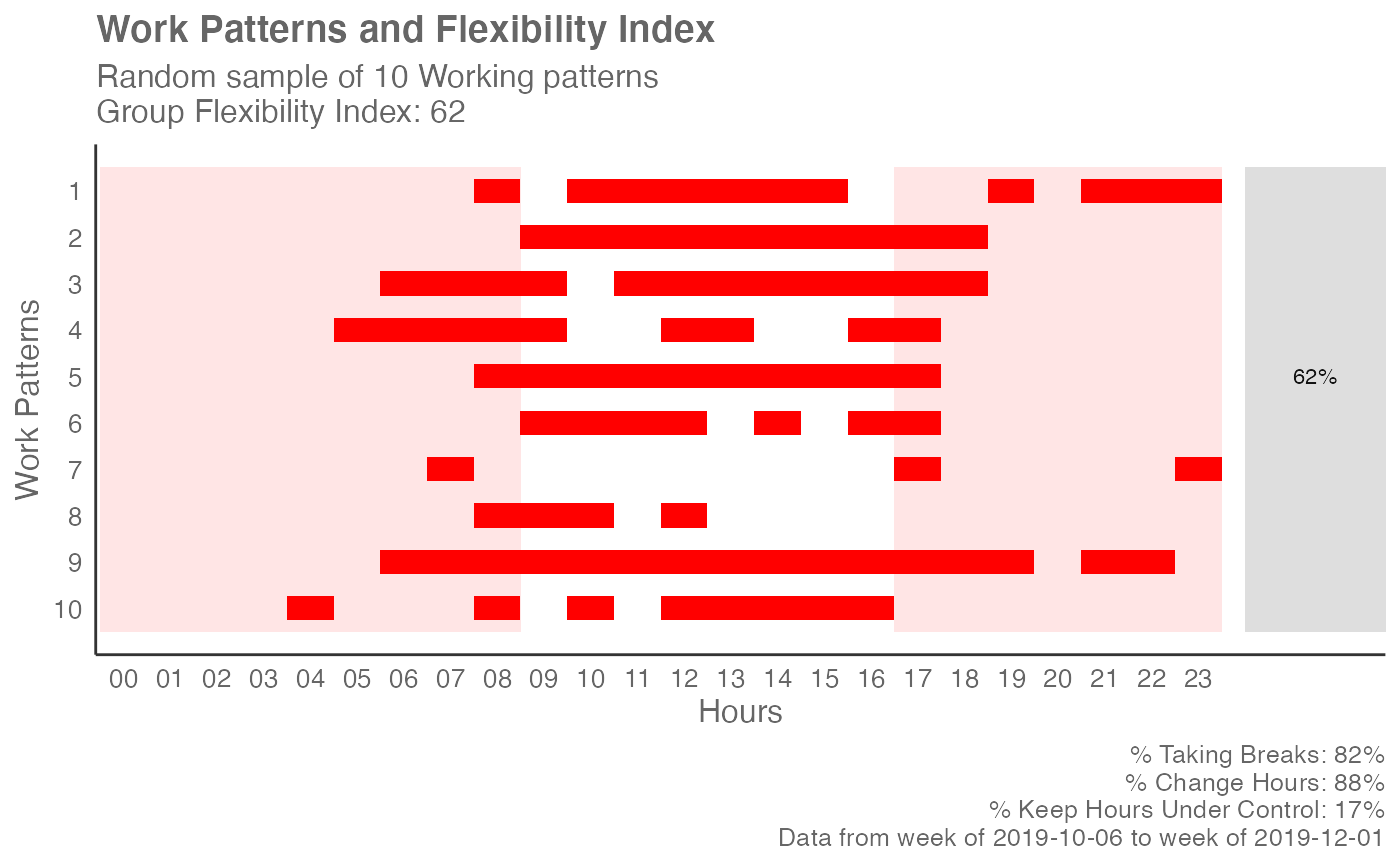 Work Patterns and Flexibility Index
Random sample of 10 Working patterns
Group Flexibility Index: 62
Work Patterns
1
2
3
4
5
6
7
8
9
10
62%
00 01 02 03 04 05 06 07 08 09 10 11 12 13 14 15 16 17 18 19 20 21 22 23
Hours
% Taking Breaks: 82%
% Change Hours: 88%
% Keep Hours Under Control: 17%
Data from week of 2019-10-06 to week of 2019-12-01